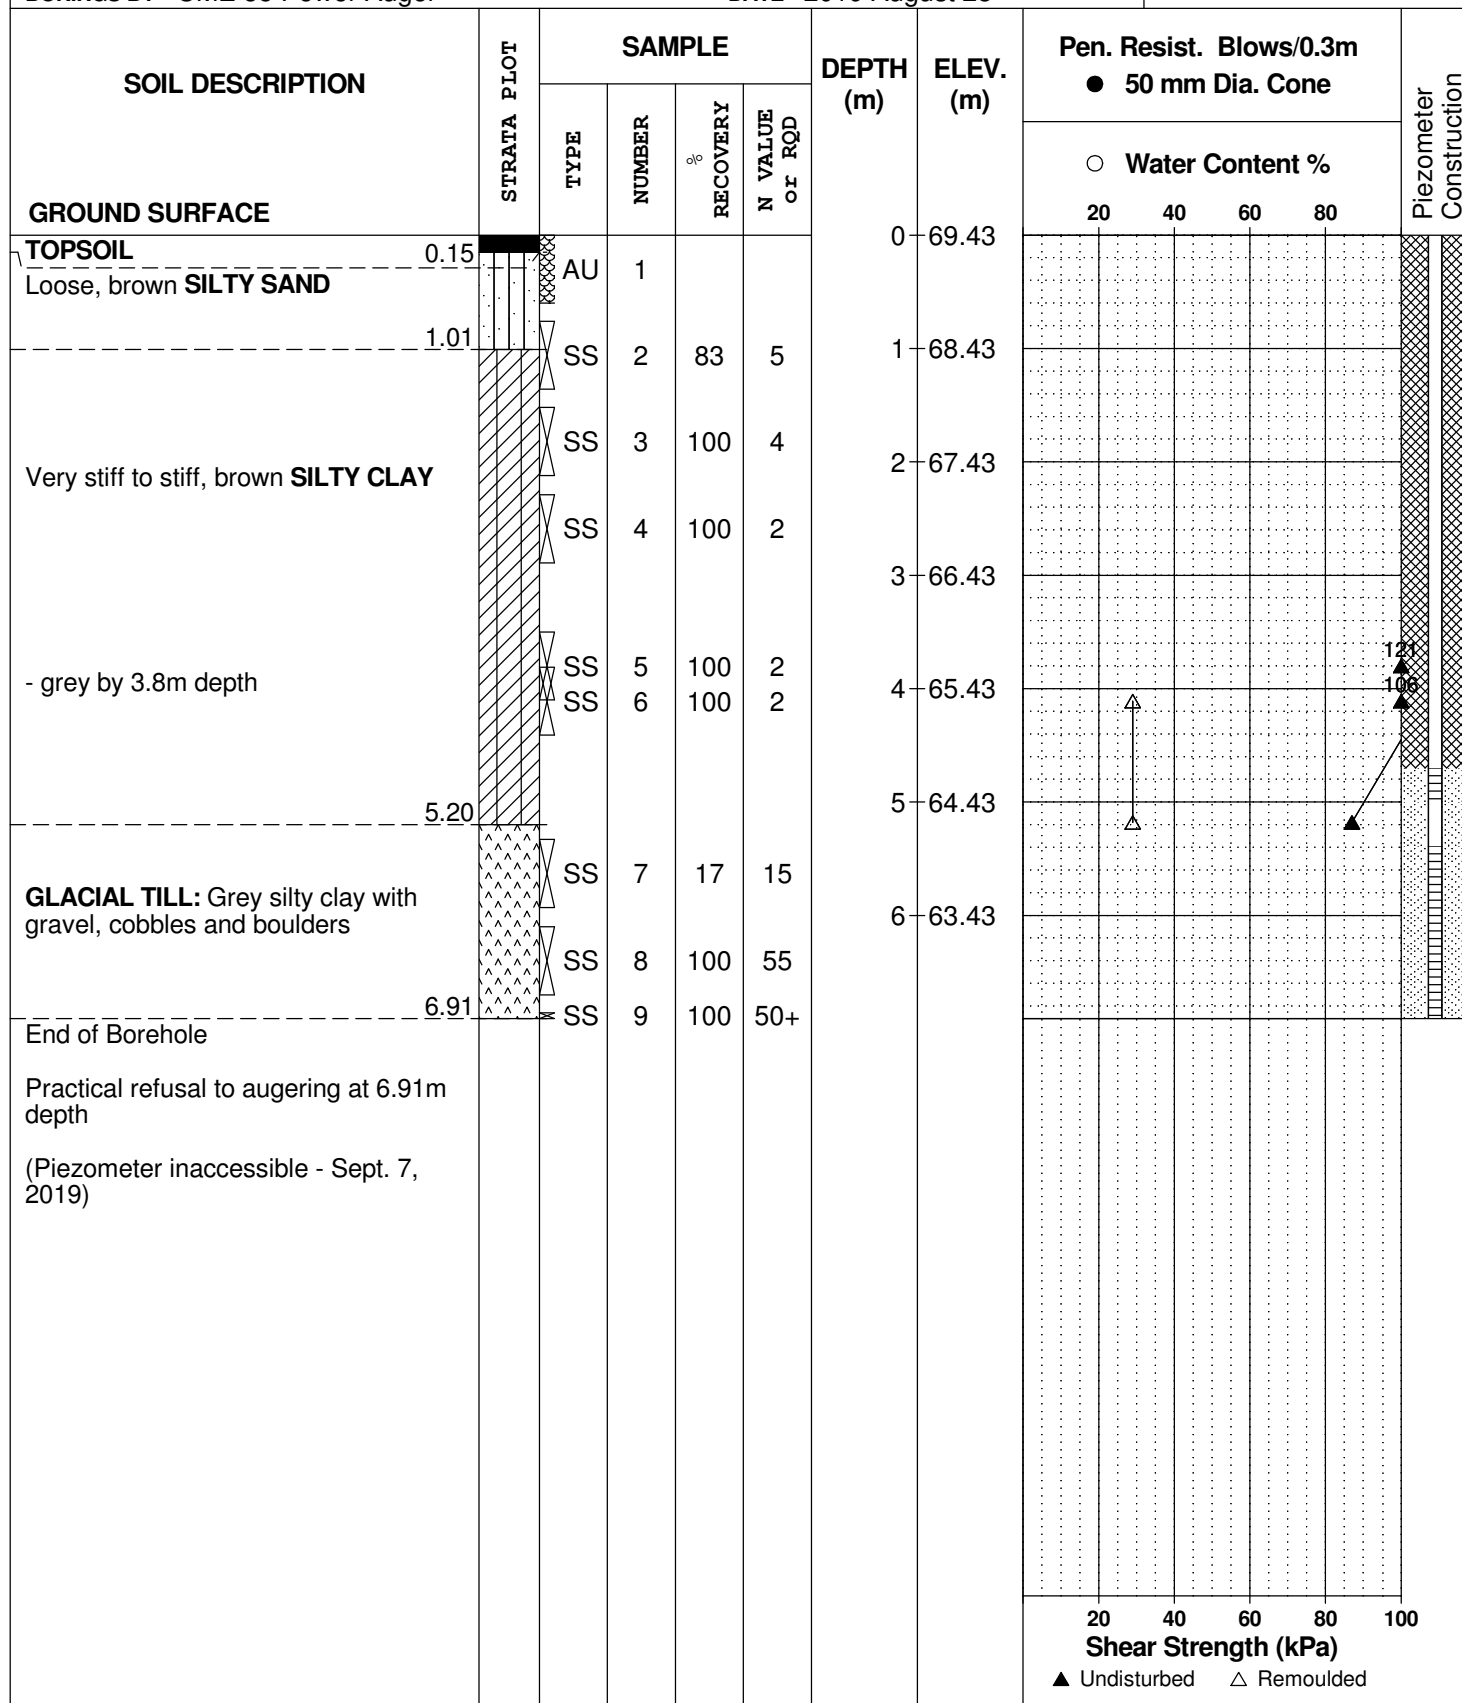 SOIL DESCRIPTION
GROUND SURFACE
STRATA PLOT
SAMPLE
TYPE
NUMBER
% RECOVERY
N VALUE or RQD
DEPTH (m)
ELEV. (m)
Pen. Resist. Blows/0.3m
● 50 mm Dia. Cone
○ Water Content %
20 40 60 80
Piezometer Construction
0 69.43
TOPSOIL 0.15
AU 1
Loose, brown SILTY SAND
1.01
SS 2 83 5
1 68.43
SS 3 100 4
2 67.43
Very stiff to stiff, brown SILTY CLAY
SS 4 100 2
3 66.43
121
SS 5 100 2
- grey by 3.8m depth
106
4 65.43
SS 6 100 2
5.20
5 64.43
SS 7 17 15
GLACIAL TILL: Grey silty clay with
gravel, cobbles and boulders
6 63.43
SS 8 100 55
6.91
SS 9 100 50+
End of Borehole
Practical refusal to augering at 6.91m
depth
(Piezometer inaccessible - Sept. 7,
2019)
20 40 60 80 100
Shear Strength (kPa)
▲ Undisturbed △ Remoulded